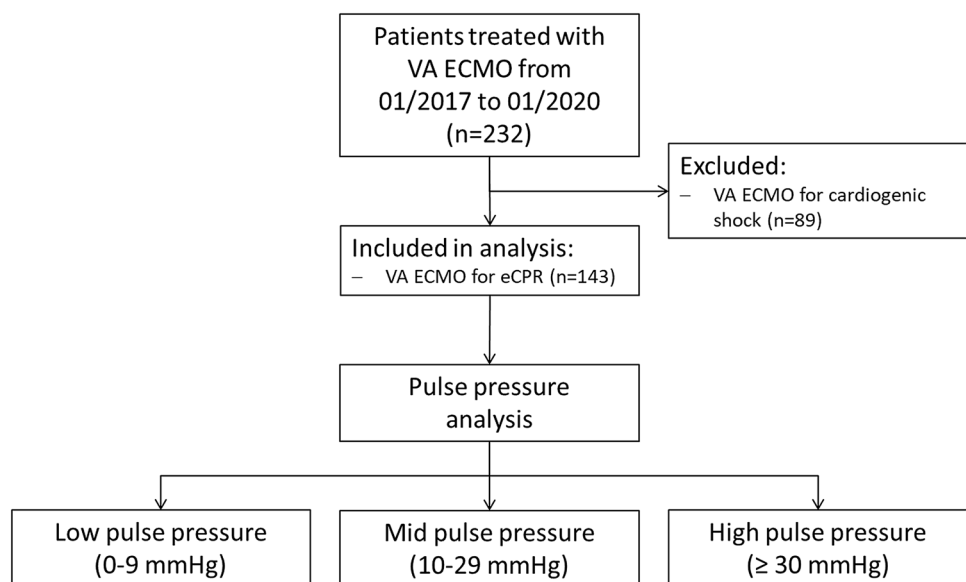 Patients treated with
VA ECMO from
01/2017 to 01/2020
(n=232)
Excluded:
– VA ECMO for cardiogenic
shock (n=89)
Included in analysis:
– VA ECMO for eCPR (n=143)
Pulse pressure
analysis
Low pulse pressure
(0-9 mmHg)
Mid pulse pressure
(10-29 mmHg)
High pulse pressure
(≥ 30 mmHg)